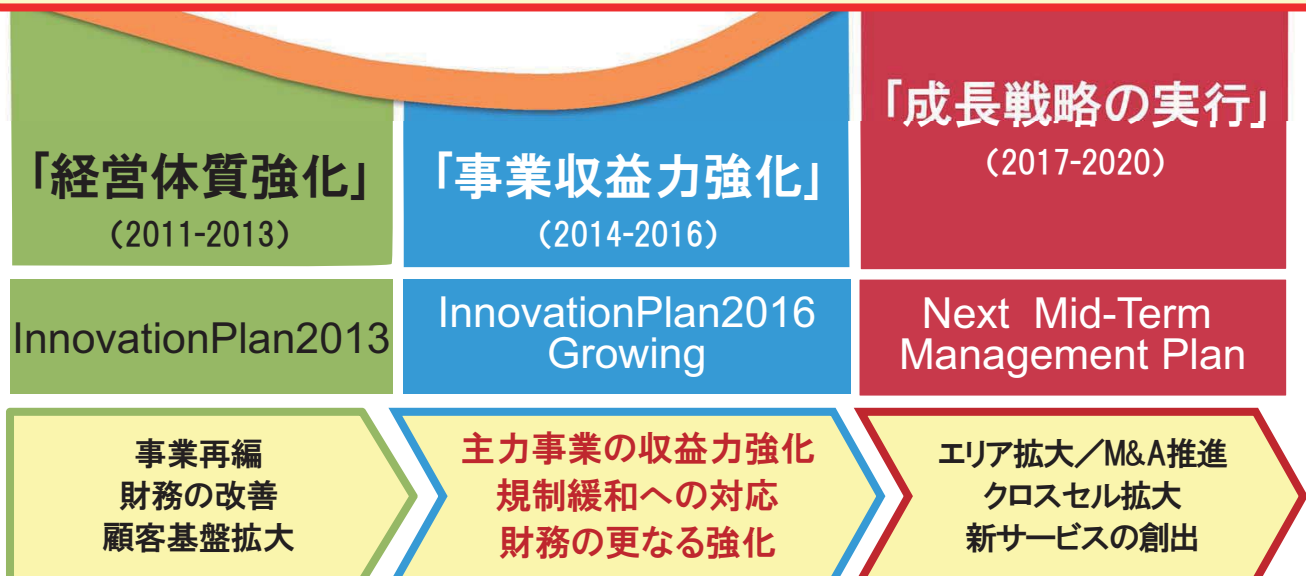 「経営体質強化」
（2011-2013）
InnovationPlan2013
事業再編
財務の改善
顧客基盤拡大
「事業収益力強化」
（2014-2016）
InnovationPlan2016
Growing
主力事業の収益力強化
規制緩和への対応
財務の更なる強化
「成長戦略の実行」
（2017-2020）
Next Mid-Term
Management Plan
エリア拡大／M&A推進
クロスセル拡大
新サービスの創出